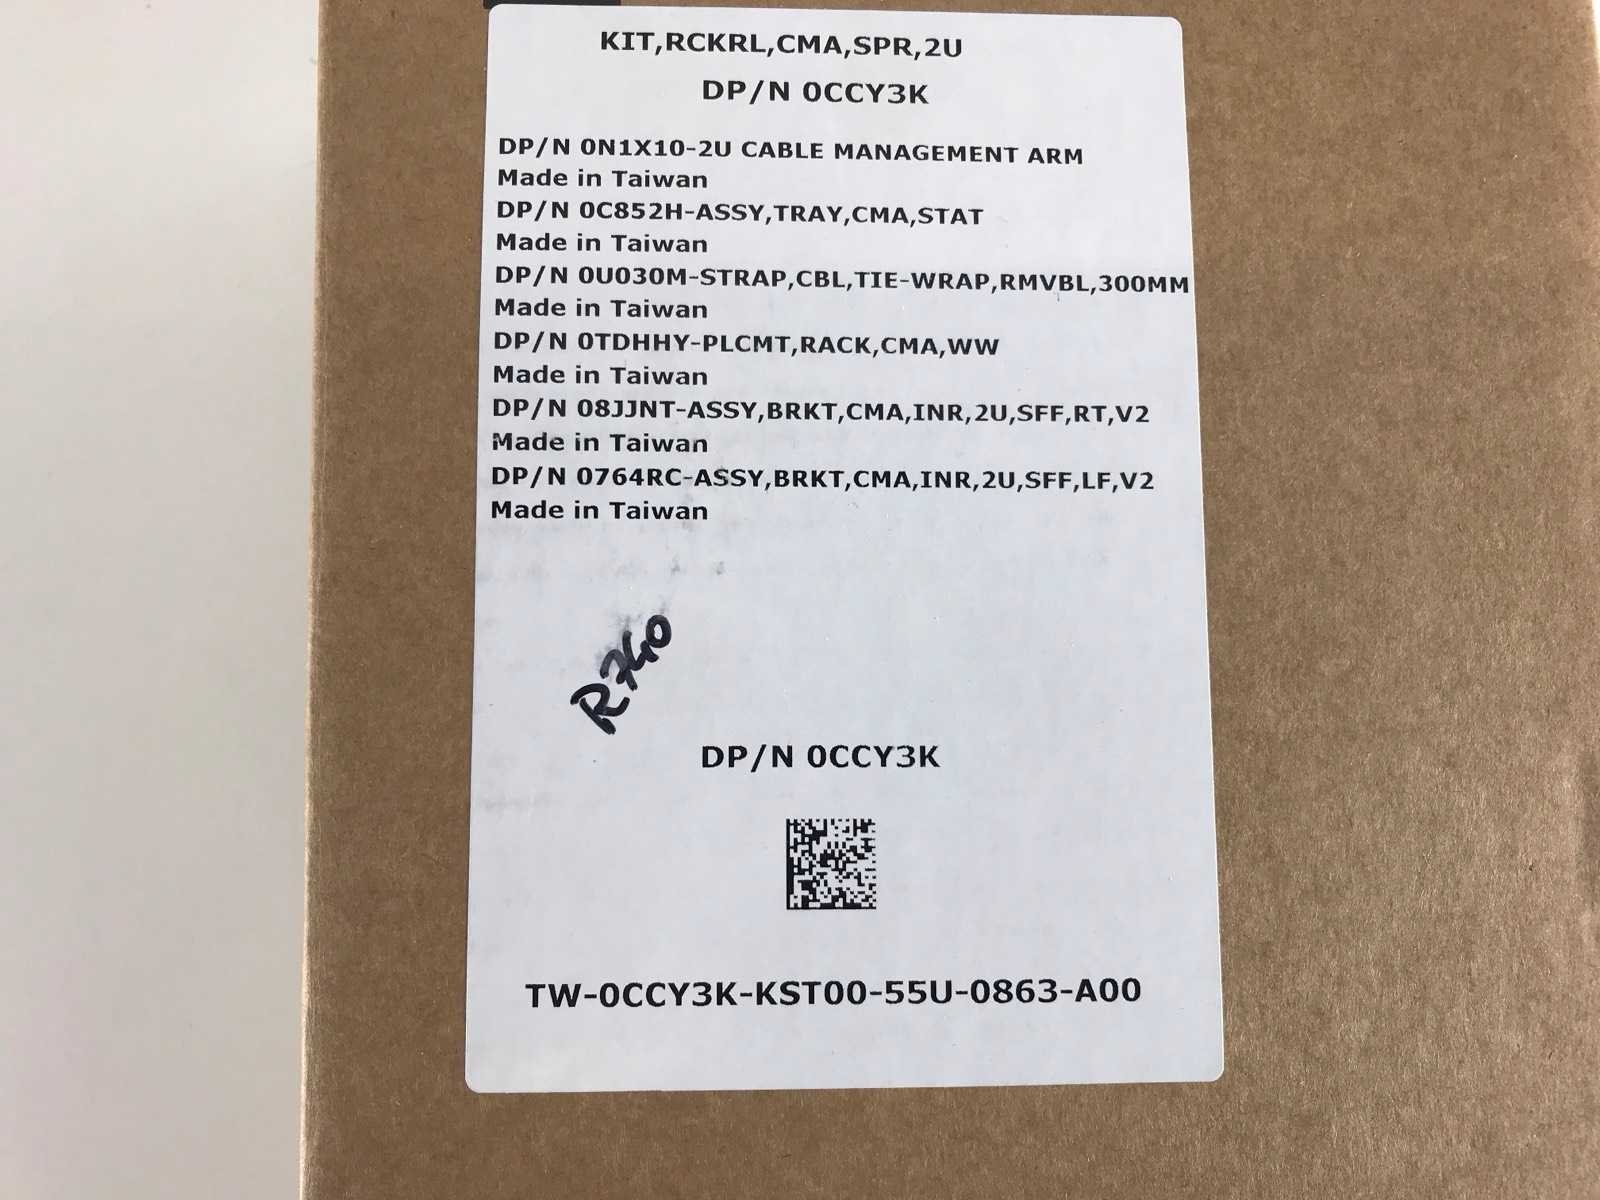 KIT,RCKRL,CMA,SPR,2U
DP/N 0CCY3K
DP/N 0N1X10-2U CABLE MANAGEMENT ARM
Made in Taiwan
DP/N 0C852H-ASSY,TRAY,CMA,STAT
Made in Taiwan
DP/N 0U030M-STRAP,CBL,TIE-WRAP,RMVBL,300MM
Made in Taiwan
DP/N 0TDHHY-PLCMT,RACK,CMA,WW
Made in Taiwan
DP/N 08JJNT-ASSY,BRKT,CMA,INR,2U,SFF,RT,V2
Made in Taiwan
DP/N 0764RC-ASSY,BRKT,CMA,INR,2U,SFF,LF,V2
Made in Taiwan
R740
DP/N 0CCY3K
TW-0CCY3K-KST00-55U-0863-A00